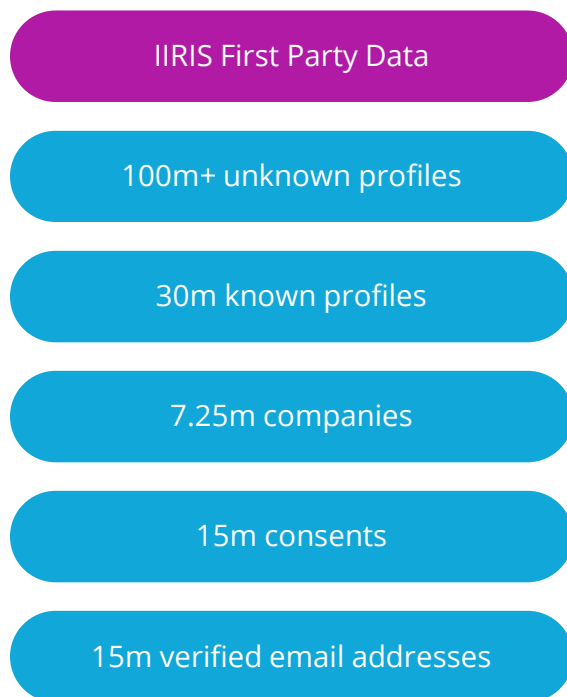 IIRIS First Party Data
100m+ unknown profiles
30m known profiles
7.25m companies
15m consents
15m verified email addresses